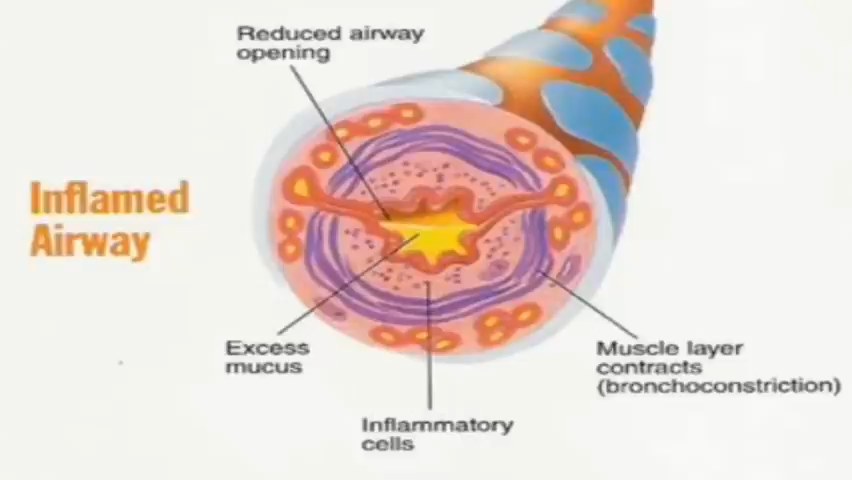 Reduced airway
opening
Inflamed
Airway
Excess
mucus
Muscle layer
contracts
(bronchoconstriction)
Inflammatory
cells